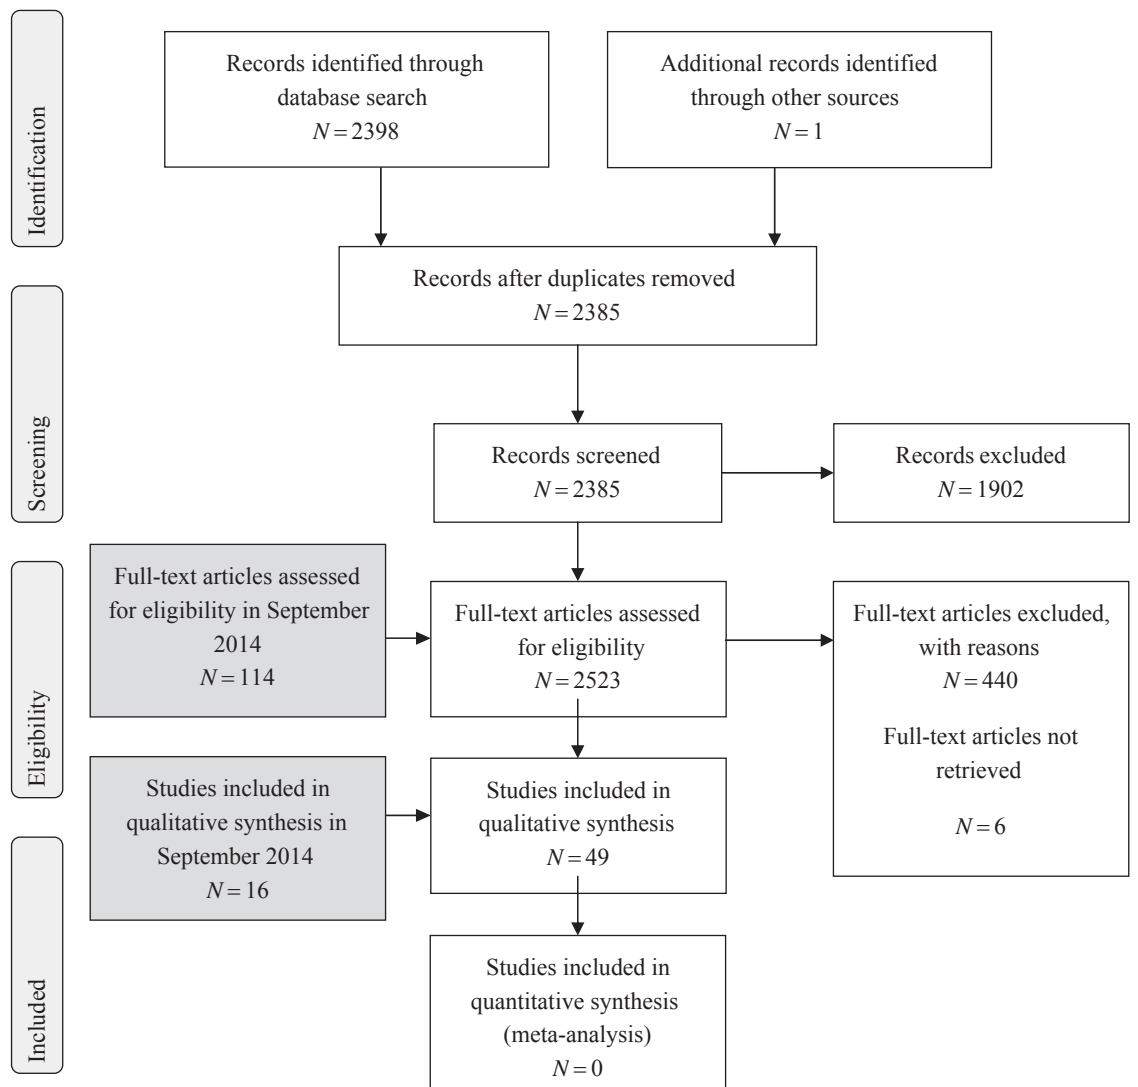 Identification
Records identified through
database search
N = 2398
Additional records identified
through other sources
N = 1
Records after duplicates removed
N = 2385
Screening
Records screened
N = 2385
Records excluded
N = 1902
Eligibility
Full-text articles assessed
for eligibility in September
2014
N = 114
Full-text articles assessed
for eligibility
N = 2523
Full-text articles excluded,
with reasons
N = 440
Full-text articles not
retrieved
N = 6
Studies included in
qualitative synthesis in
September 2014
N = 16
Studies included in
qualitative synthesis
N = 49
Included
Studies included in
quantitative synthesis
(meta-analysis)
N = 0